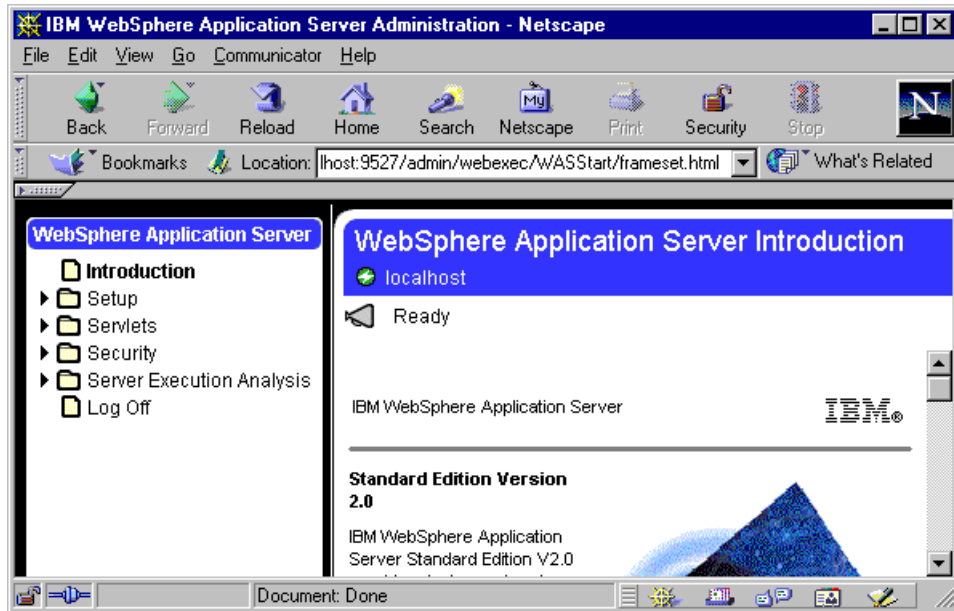 IBM WebSphere Application Server Administration - Netscape
File Edit View Go Communicator Help
Back Forward Reload Home Search Netscape Print Security Stop
My
N
Bookmarks Location: lhost:9527/admin/webexec/WASStart/frameset.html What's Related
WebSphere Application Server
Introduction
Setup
Servlets
Security
Server Execution Analysis
Log Off
WebSphere Application Server Introduction
localhost
Ready
IBM WebSphere Application Server
IBM®
Standard Edition Version
2.0
IBM WebSphere Application
Server Standard Edition V2.0
Document: Done